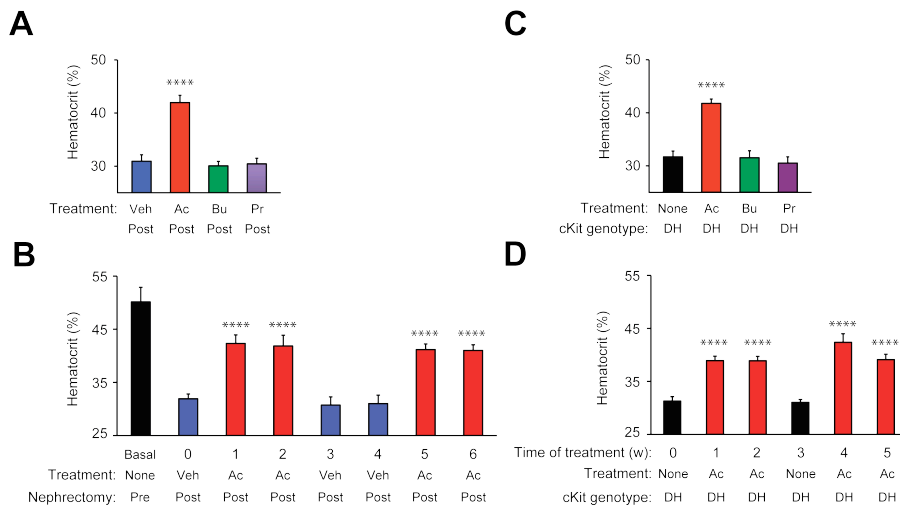 A
Hematocrit (%)
50
40
30
****
Treatment: Veh Ac Bu Pr
Post Post Post Post
C
Hematocrit (%)
50
40
30
****
Treatment: None Ac Bu Pr
cKit genotype: DH DH DH DH
B
Hematocrit (%)
55
45
35
25
**** **** **** ****
Basal 0 1 2 3 4 5 6
Treatment: None Veh Ac Ac Veh Veh Ac Ac
Nephrectomy: Pre Post Post Post Post Post Post Post
D
Hematocrit (%)
55
45
35
25
**** **** **** ****
Time of treatment (w): 0 1 2 3 4 5
Treatment: None Ac Ac None Ac Ac
cKit genotype: DH DH DH DH DH DH